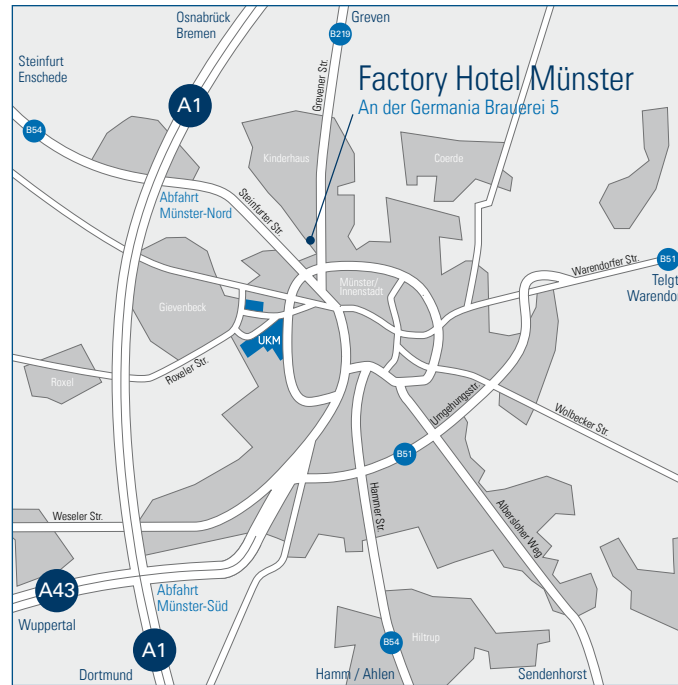 Osnabrück
Bremen
Greven
B219
Steinfurt
Enschede
A1
B54
Grevener Str.
Factory Hotel Münster
An der Germania Brauerei 5
Kinderhaus
Coerde
Abfahrt
Münster-Nord
Steinfurter Str.
Warendorfer Str.
B51
Telgt
Warendor
Münster/
Innenstadt
Gievenbeck
UKM
Roxel
Roxeler Str.
Umgehungsstr.
Wolbecker Str.
B51
Weseler Str.
Hammer Str.
Albersloher Weg
A43
Wuppertal
Abfahrt
Münster-Süd
A1
Dortmund
Hiltrup
B54
Hamm / Ahlen
Sendenhorst